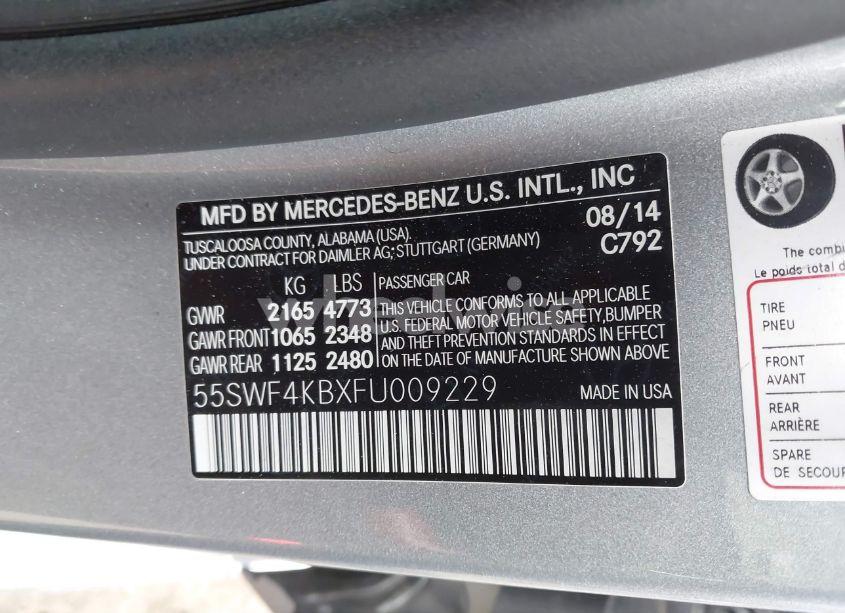 MFD BY MERCEDES-BENZ U.S. INTL., INC
TUSCALOOSA COUNTY, ALABAMA (USA). 08/14
UNDER CONTRACT FOR DAIMLER AG; STUTTGART (GERMANY) C792
KG LBS PASSENGER CAR
GVWR 2165 4773 THIS VEHICLE CONFORMS TO ALL APPLICABLE
GAWR FRONT 1065 2348 U.S. FEDERAL MOTOR VEHICLE SAFETY,BUMPER
AND THEFT PREVENTION STANDARDS IN EFFECT
GAWR REAR 1125 2480 ON THE DATE OF MANUFACTURE SHOWN ABOVE
55SWF4KBXFU009229 MADE IN USA
The combi
Le poids total d
TIRE
PNEU
FRONT
AVANT
REAR
ARRIÈRE
SPARE
DE SECOUR